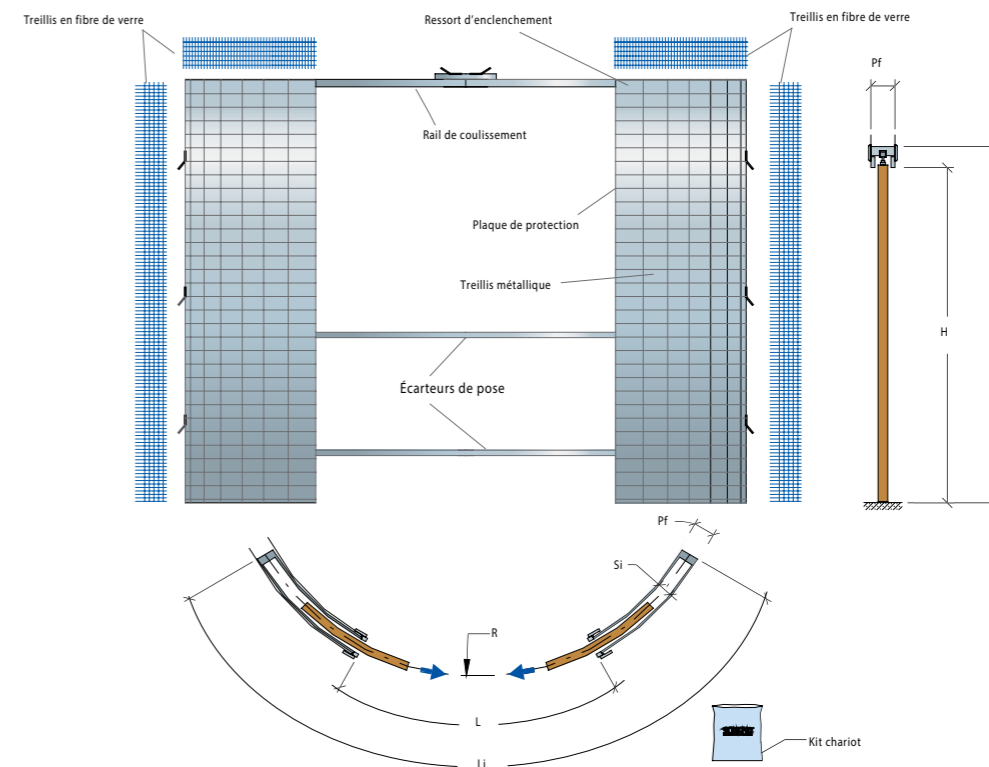 Treillis en fibre de verre
Ressort d’enclenchement
Treillis en fibre de verre
Pf
Rail de coulissement
Plaque de protection
Treillis métallique
H
Écarteurs de pose
Pf
Si
R
L
Li
Kit chariot